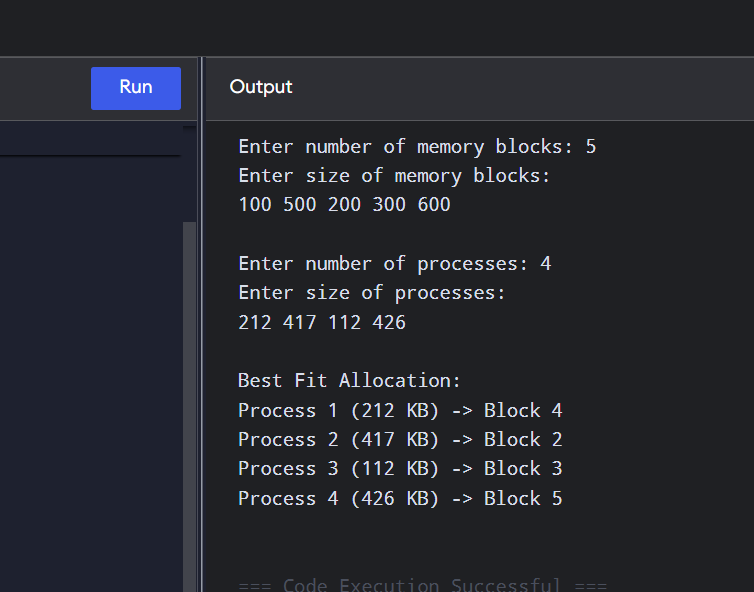 Run
Output
Enter number of memory blocks: 5
Enter size of memory blocks:
100 500 200 300 600
Enter number of processes: 4
Enter size of processes:
212 417 112 426
Best Fit Allocation:
Process 1 (212 KB) -> Block 4
Process 2 (417 KB) -> Block 2
Process 3 (112 KB) -> Block 3
Process 4 (426 KB) -> Block 5
=== Code Execution Successful ===